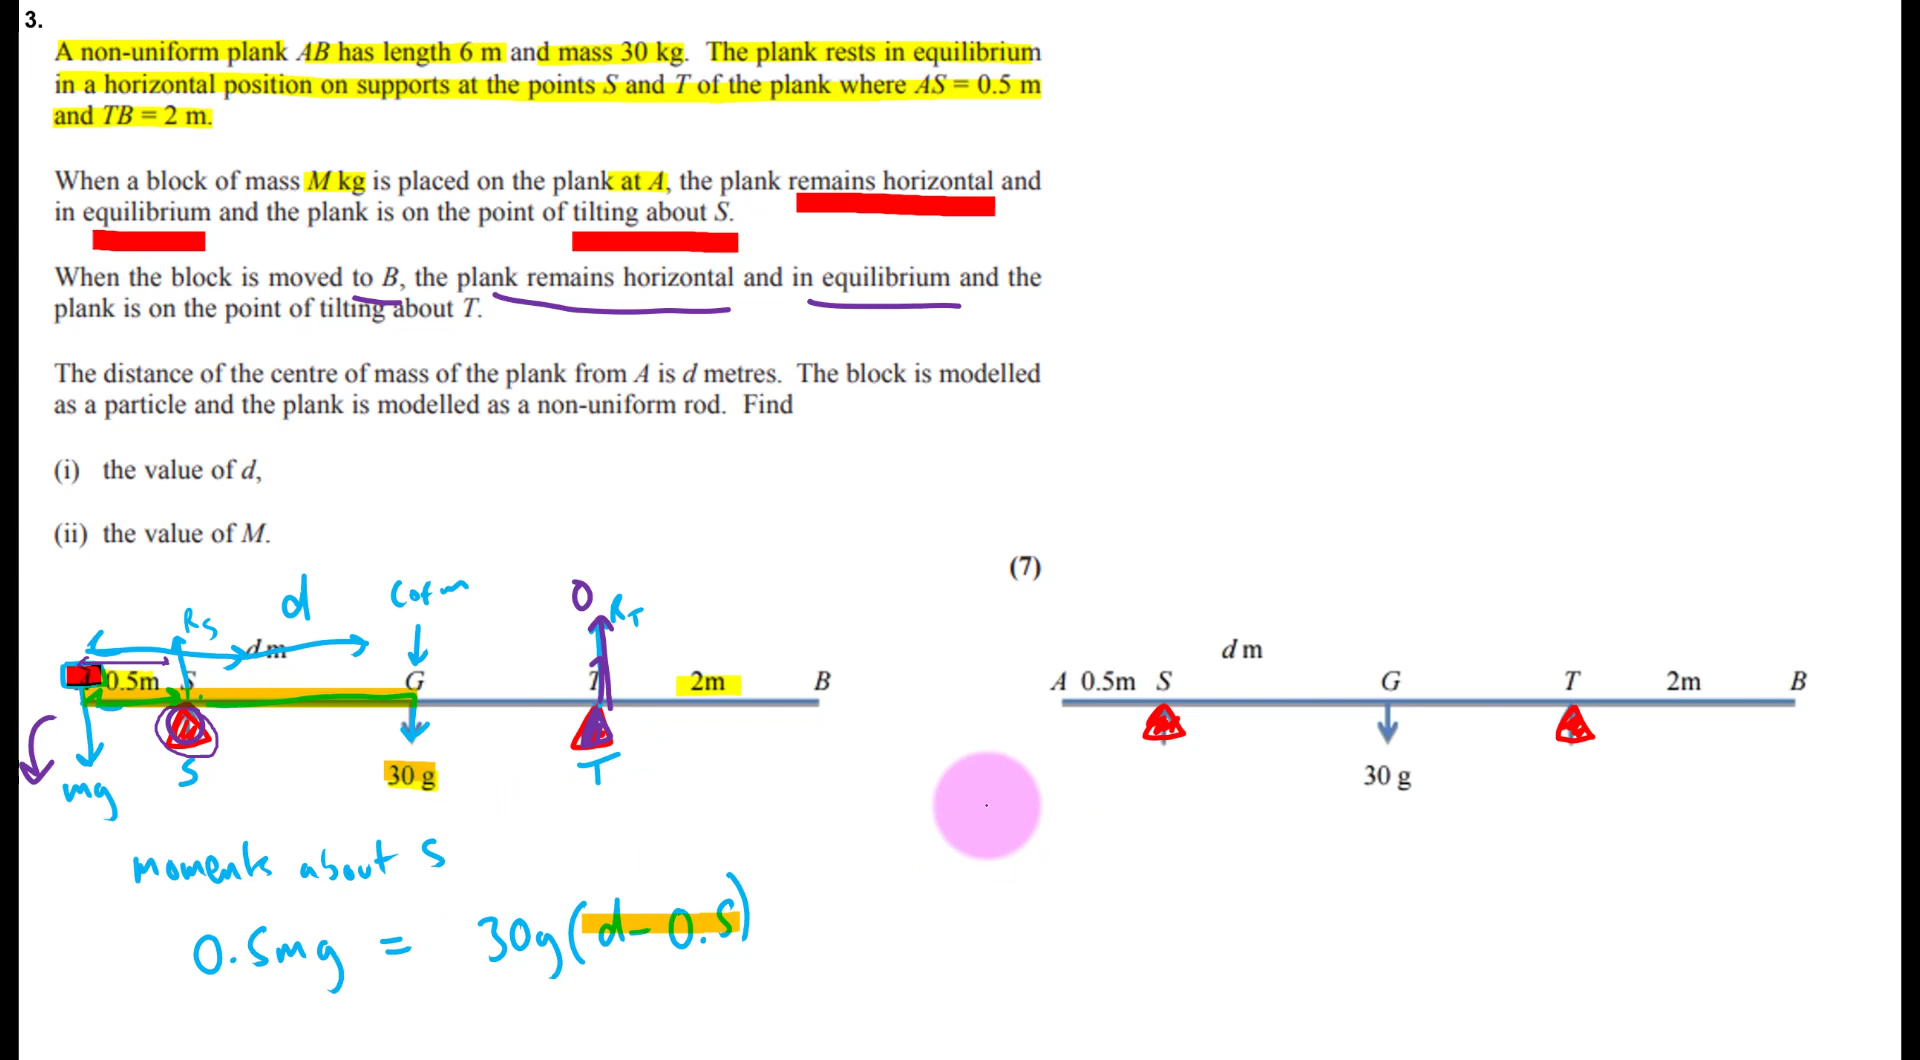 3.
A non-uniform plank AB has length 6 m and mass 30 kg. The plank rests in equilibrium
in a horizontal position on supports at the points S and T of the plank where AS = 0.5 m
and TB = 2 m.
When a block of mass M kg is placed on the plank at A, the plank remains horizontal and
in equilibrium and the plank is on the point of tilting about S.
When the block is moved to B, the plank remains horizontal and in equilibrium and the
plank is on the point of tilting about T.
The distance of the centre of mass of the plank from A is d metres. The block is modelled
as a particle and the plank is modelled as a non-uniform rod. Find
(i) the value of d,
(ii) the value of M.
(7)
d C of m 0
Rs RT
d m d m
A 0.5m S G T 2m B A 0.5m S G T 2m B
S 30 g T 30 g
mg
moments about S
0.5mg = 30g(d-0.5)